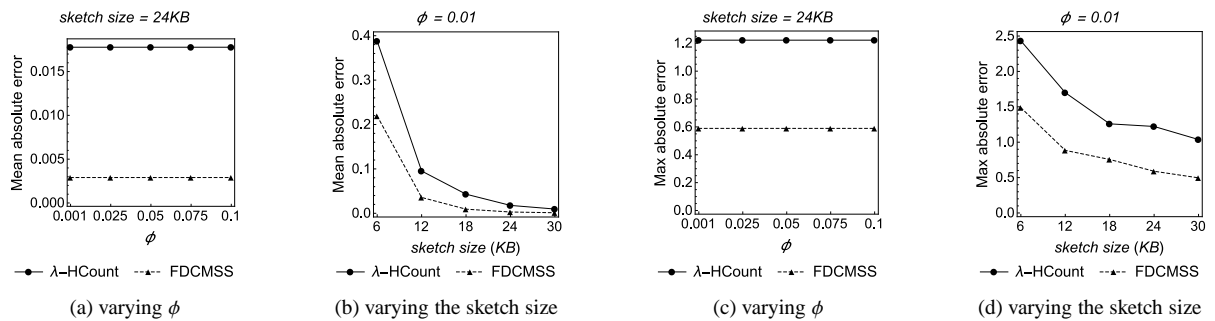 sketch size = 24KB
Mean absolute error
0.015
0.010
0.005
0.000
0.001 0.025 0.05 0.075 0.1
ϕ
λ−HCount FDCMSS
(a) varying ϕ
ϕ = 0.01
Mean absolute error
0.4
0.3
0.2
0.1
0.0
6 12 18 24 30
sketch size (KB)
λ−HCount FDCMSS
(b) varying the sketch size
sketch size = 24KB
Max absolute error
1.2
1.0
0.8
0.6
0.4
0.2
0.0
0.001 0.025 0.05 0.075 0.1
ϕ
λ−HCount FDCMSS
(c) varying ϕ
ϕ = 0.01
Max absolute error
2.5
2.0
1.5
1.0
0.5
0.0
6 12 18 24 30
sketch size (KB)
λ−HCount FDCMSS
(d) varying the sketch size